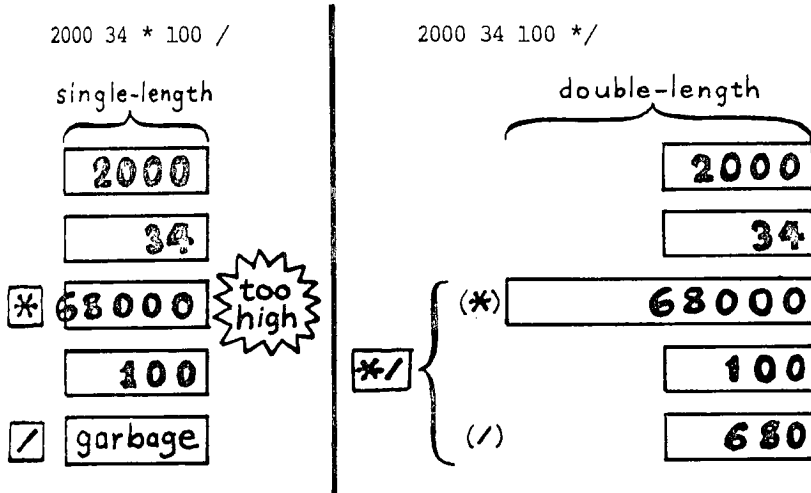 2000 34 * 100 /
single-length
2000
34
* 68000
too
high
100
/ garbage
2000 34 100 */
double-length
2000
34
(*) 68000
*/
100
(/) 680